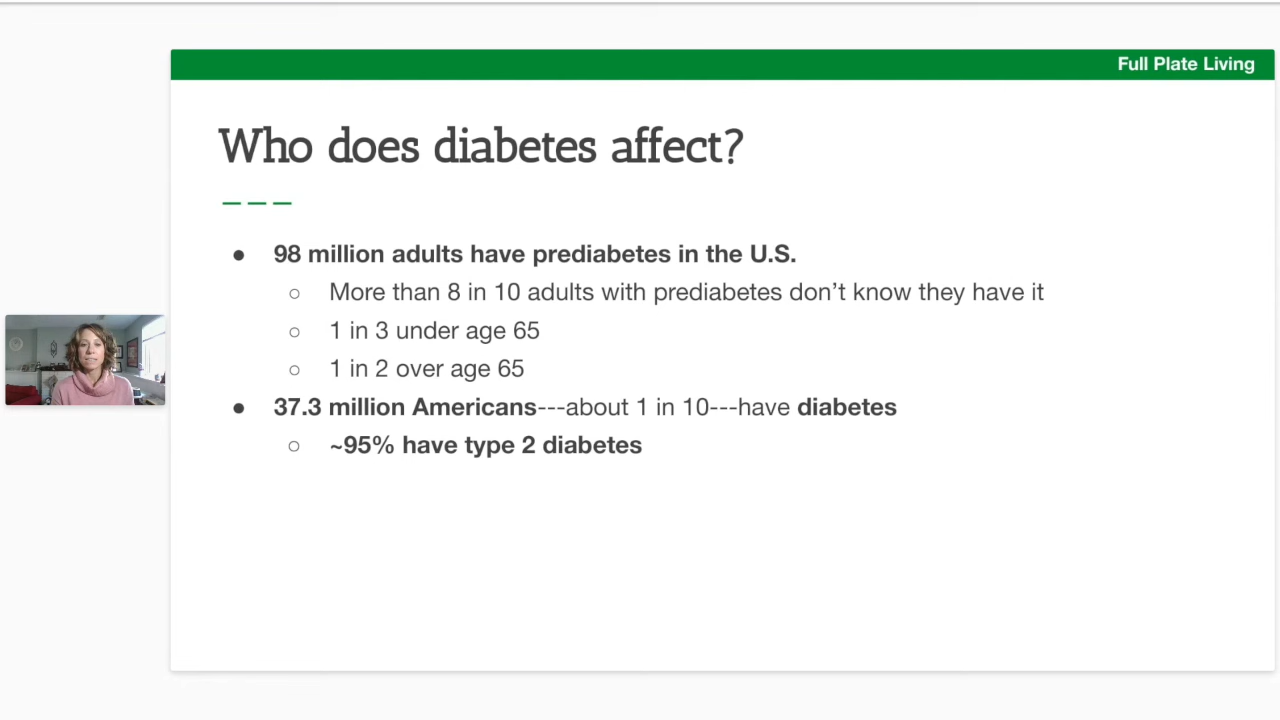 Full Plate Living
Who does diabetes affect?
● 98 million adults have prediabetes in the U.S.
○ More than 8 in 10 adults with prediabetes don’t know they have it
○ 1 in 3 under age 65
○ 1 in 2 over age 65
● 37.3 million Americans---about 1 in 10---have diabetes
○ ~95% have type 2 diabetes